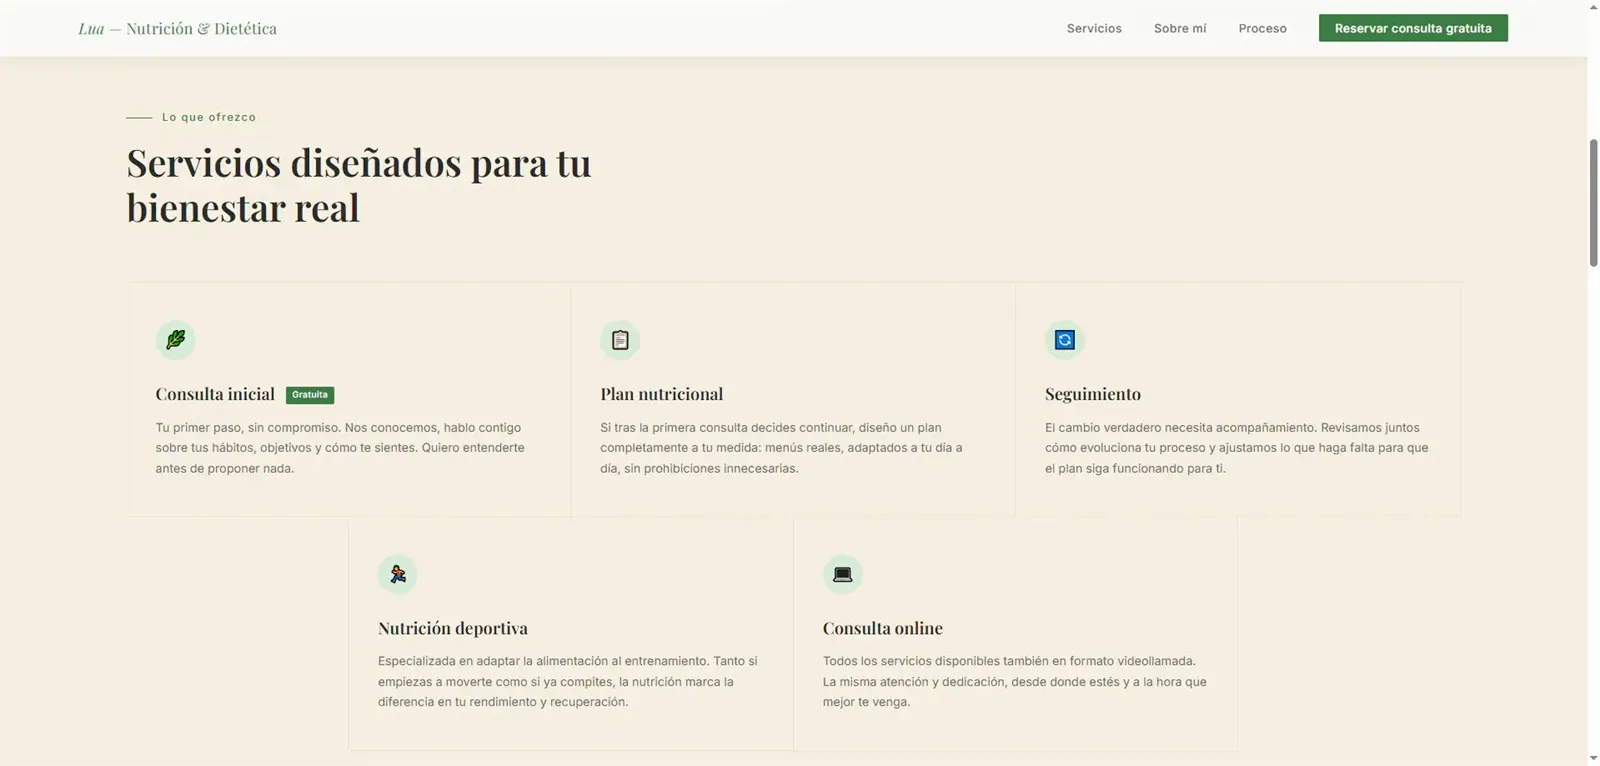 Lua — Nutrición & Dietética
Servicios
Sobre mí
Proceso
Reservar consulta gratuita
Lo que ofrezco
Servicios diseñados para tu
bienestar real
Consulta inicial
Gratuita
Tu primer paso, sin compromiso. Nos conocemos, hablo contigo
sobre tus hábitos, objetivos y cómo te sientes. Quiero entenderte
antes de proponer nada.
Plan nutricional
Si tras la primera consulta decides continuar, diseño un plan
completamente a tu medida: menús reales, adaptados a tu día a
día, sin prohibiciones innecesarias.
Seguimiento
El cambio verdadero necesita acompañamiento. Revisamos juntos
cómo evoluciona tu proceso y ajustamos lo que haga falta para que
el plan siga funcionando para ti.
Nutrición deportiva
Especializada en adaptar la alimentación al entrenamiento. Tanto si
empiezas a moverte como si ya compites, la nutrición marca la
diferencia en tu rendimiento y recuperación.
Consulta online
Todos los servicios disponibles también en formato videollamada.
La misma atención y dedicación, desde donde estés y a la hora que
mejor te venga.